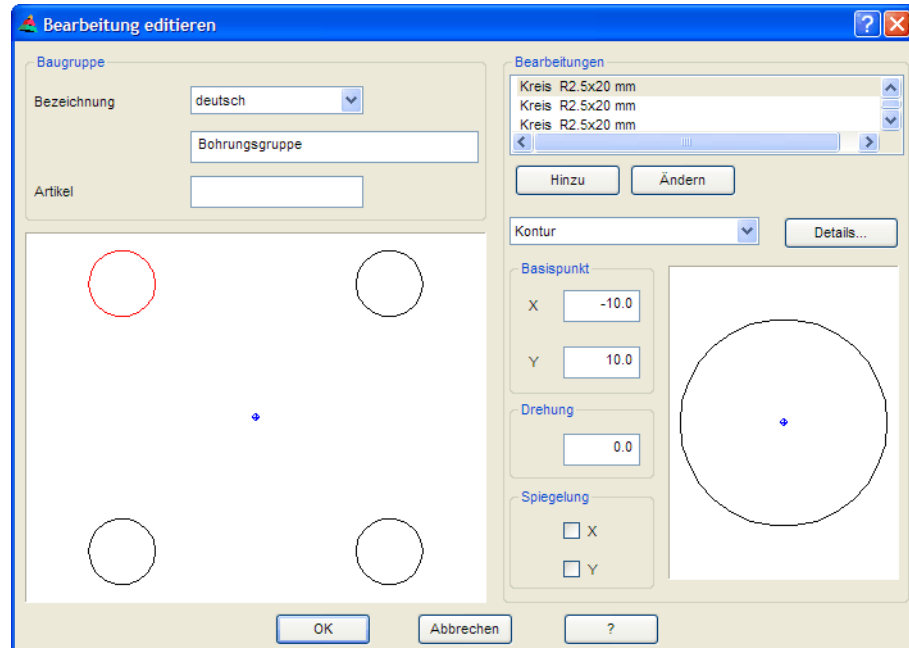 Bearbeitung editieren
Baugruppe
Bezeichnung
deutsch
Bohrungsgruppe
Artikel
Bearbeitungen
Kreis R2.5x20 mm
Kreis R2.5x20 mm
Kreis R2.5x20 mm
Hinzu
Ändern
Kontur
Details...
Basispunkt
X
-10.0
Y
10.0
Drehung
0.0
Spiegelung
X
Y
OK
Abbrechen
?